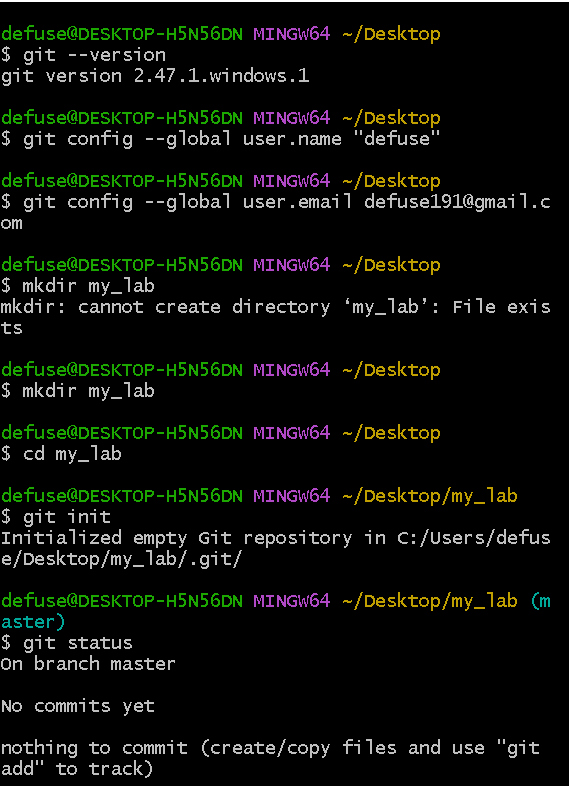 defuse@DESKTOP-H5N56DN MINGW64 ~/Desktop
$ git --version
git version 2.47.1.windows.1
defuse@DESKTOP-H5N56DN MINGW64 ~/Desktop
$ git config --global user.name "defuse"
defuse@DESKTOP-H5N56DN MINGW64 ~/Desktop
$ git config --global user.email defuse191@gmail.c
om
defuse@DESKTOP-H5N56DN MINGW64 ~/Desktop
$ mkdir my_lab
mkdir: cannot create directory ‘my_lab’: File exis
ts
defuse@DESKTOP-H5N56DN MINGW64 ~/Desktop
$ mkdir my_lab
defuse@DESKTOP-H5N56DN MINGW64 ~/Desktop
$ cd my_lab
defuse@DESKTOP-H5N56DN MINGW64 ~/Desktop/my_lab
$ git init
Initialized empty Git repository in C:/Users/defus
e/Desktop/my_lab/.git/
defuse@DESKTOP-H5N56DN MINGW64 ~/Desktop/my_lab (m
aster)
$ git status
On branch master
No commits yet
nothing to commit (create/copy files and use "git
add" to track)